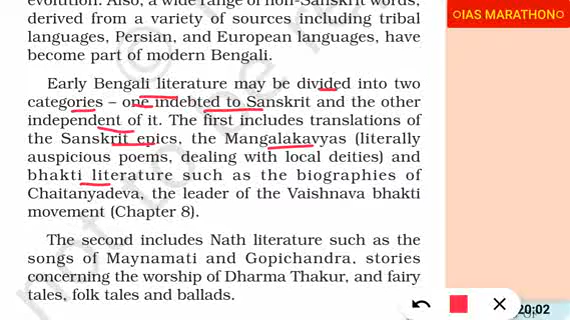 evolution. Also, a wide range of non-Sanskrit words,
derived from a variety of sources including tribal
languages, Persian, and European languages, have
become part of modern Bengali.
Early Bengali literature may be divided into two
categories – one indebted to Sanskrit and the other
independent of it. The first includes translations of
the Sanskrit epics, the Mangalakavyas (literally
auspicious poems, dealing with local deities) and
bhakti literature such as the biographies of
Chaitanyadeva, the leader of the Vaishnava bhakti
movement (Chapter 8).
The second includes Nath literature such as the
songs of Maynamati and Gopichandra, stories
concerning the worship of Dharma Thakur, and fairy
tales, folk tales and ballads.
○IAS MARATHON○
20:02
not to be
©